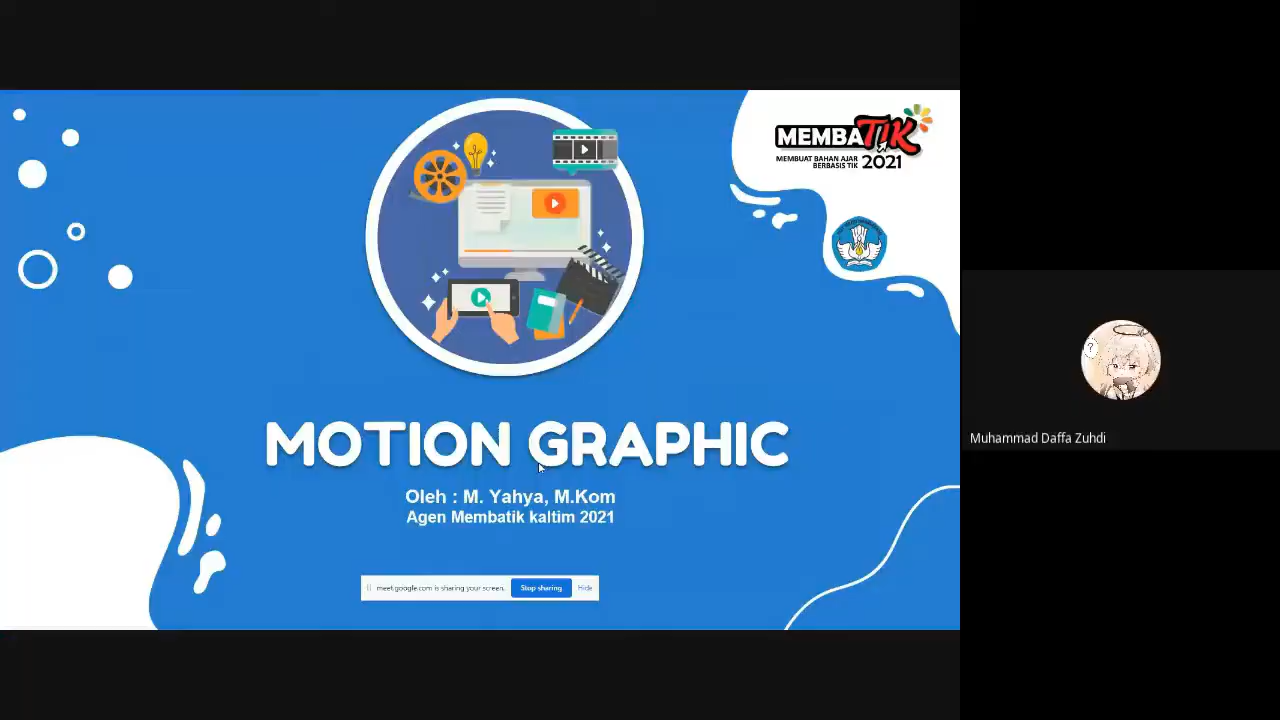 MEMBATIK
MEMBUAT BAHAN AJAR
BERBASIS TIK
2021
?
MOTION GRAPHIC
Oleh : M. Yahya, M.Kom
Agen Membatik kaltim 2021
meet.google.com is sharing your screen.
Stop sharing
Hide
Muhammad Daffa Zuhdi